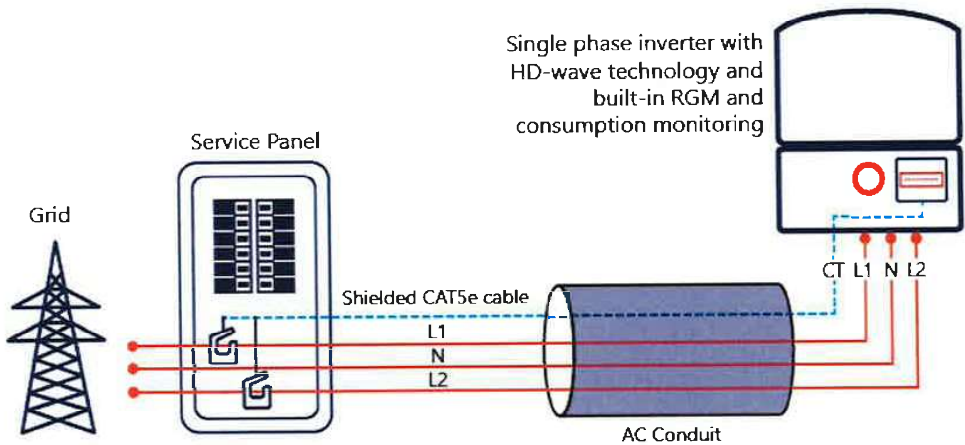 Single phase inverter with
HD-wave technology and
built-in RGM and
consumption monitoring
Service Panel
Grid
CT L1 N L2
Shielded CAT5e cable
L1
N
L2
AC Conduit